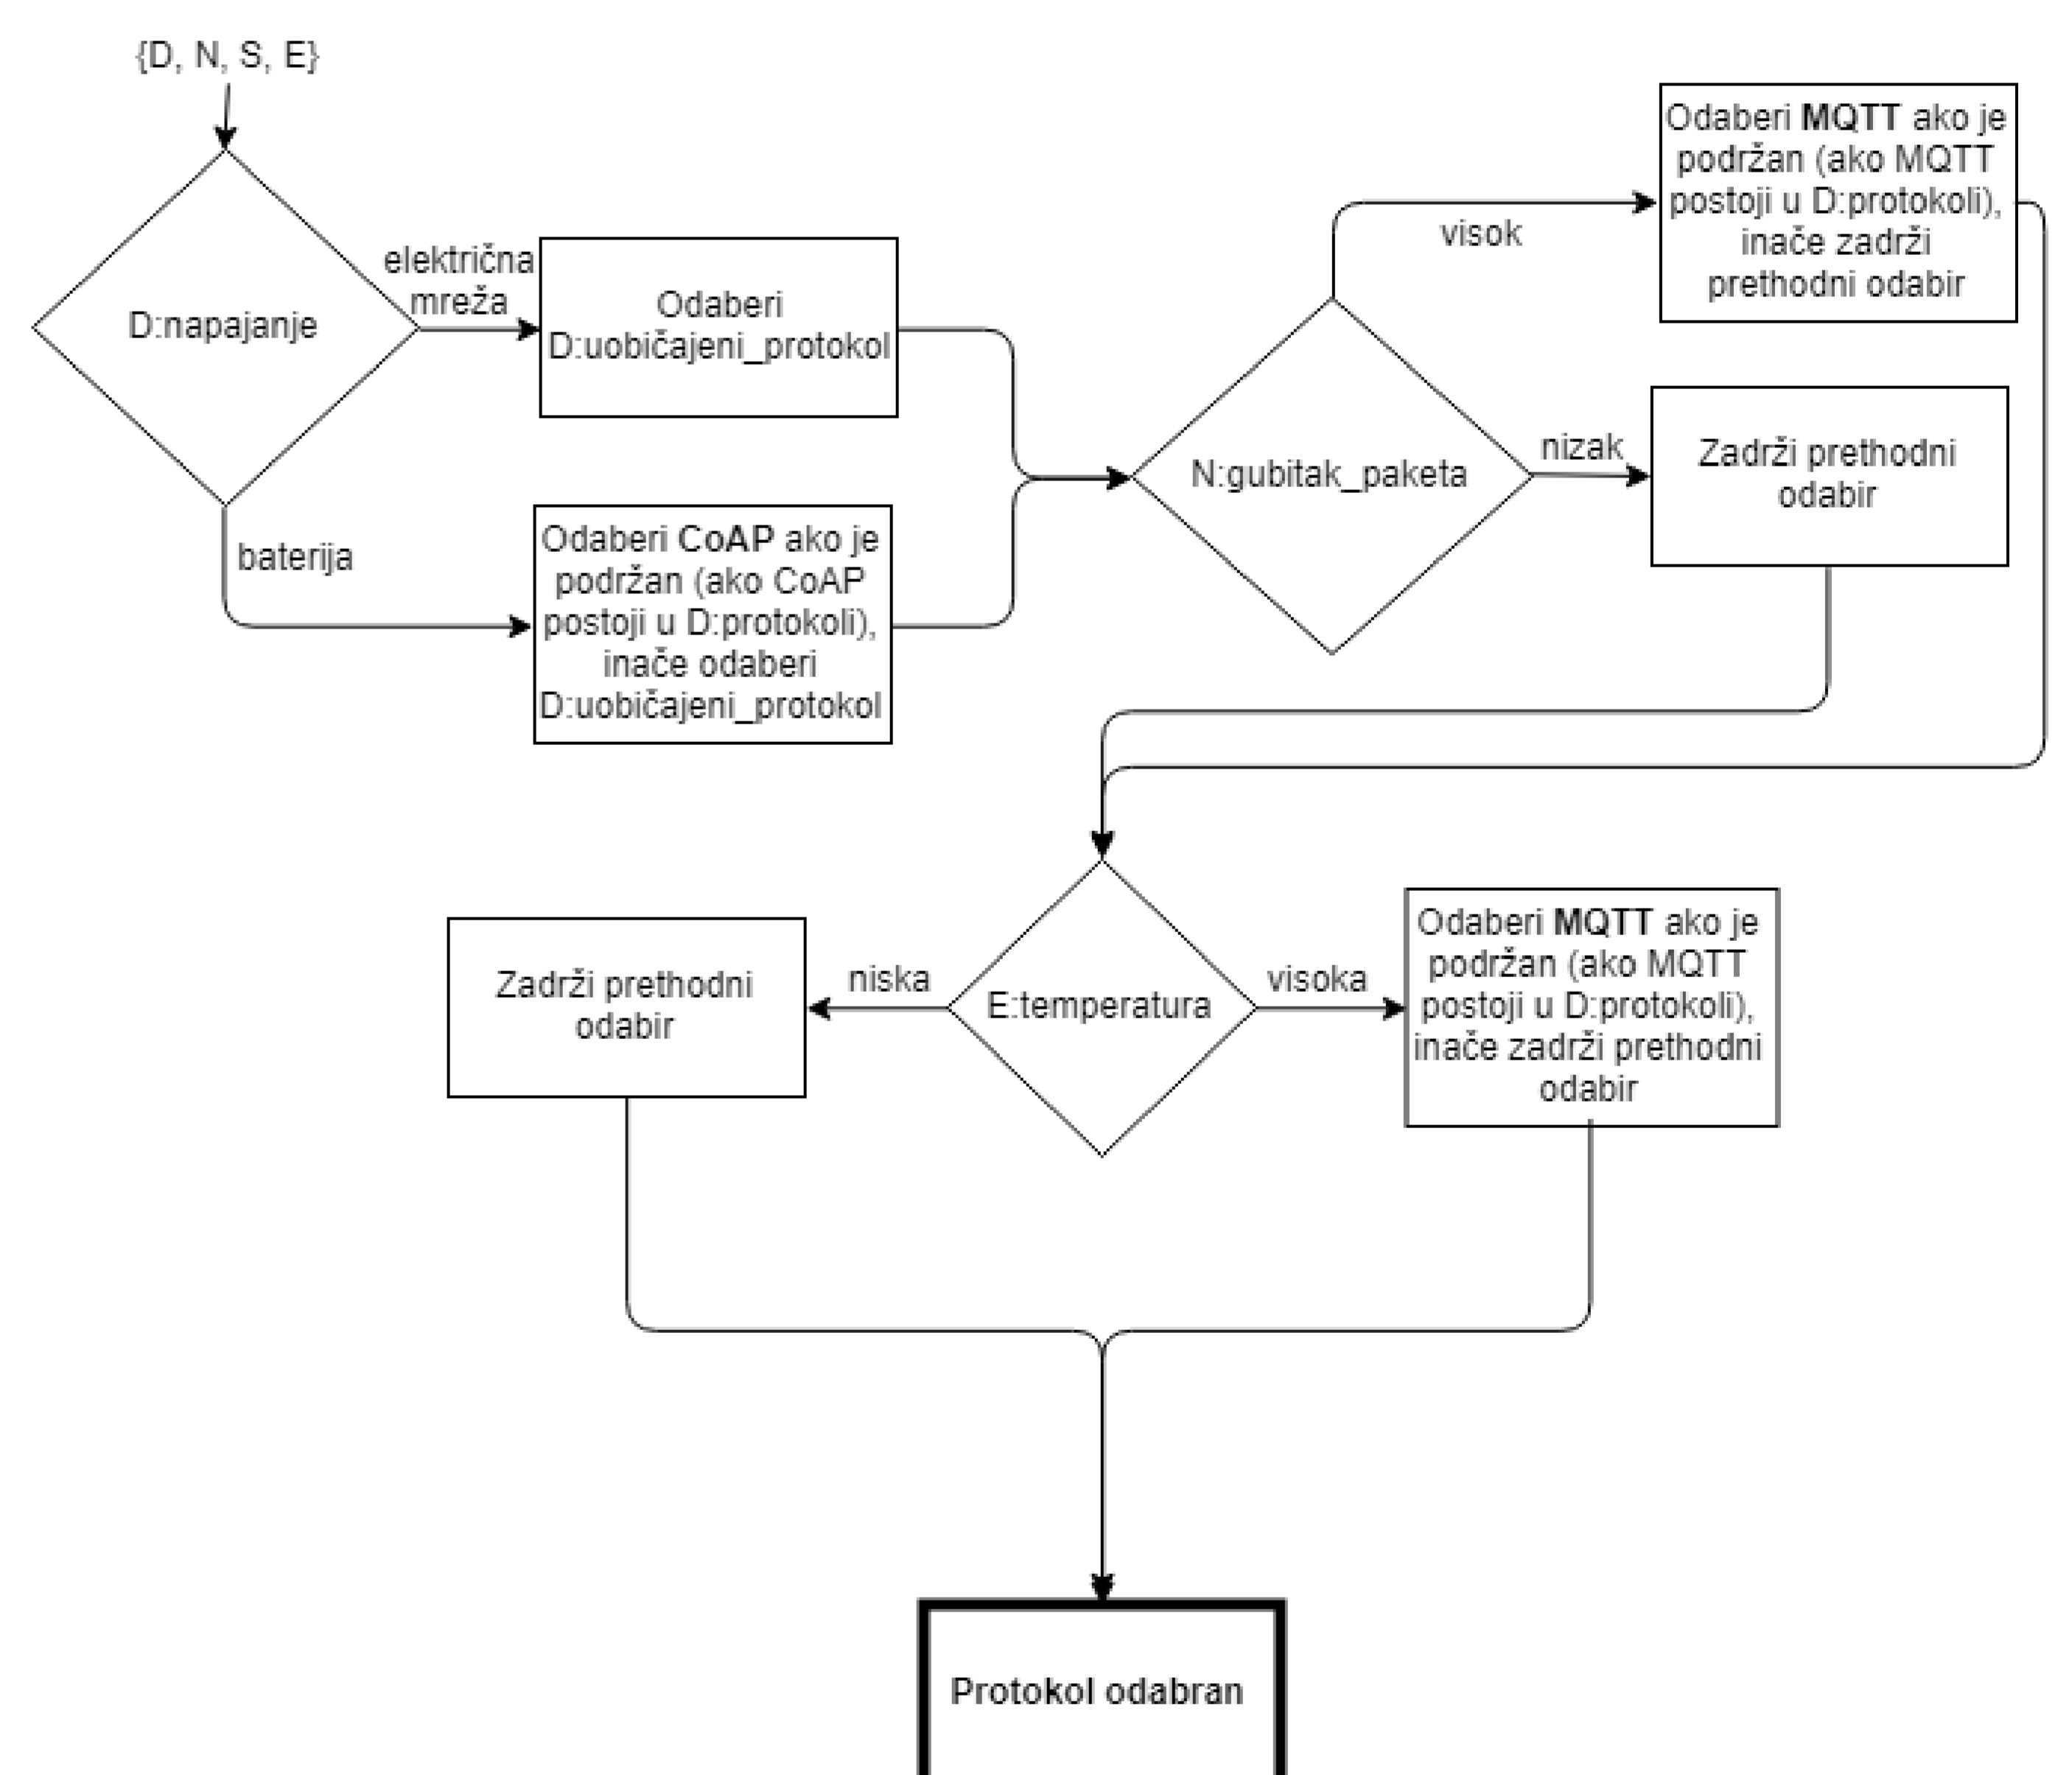 {D, N, S, E}
D:napajanje
električna
mreža
Odaberi
D:uobičajeni_protokol
baterija
Odaberi CoAP ako je
podržan (ako CoAP
postoji u D:protokoli),
inače odaberi
D:uobičajeni_protokol
N:gubitak_paketa
visok
Odaberi MQTT ako je
podržan (ako MQTT
postoji u D:protokoli),
inače zadrži
prethodni odabir
nizak
Zadrži prethodni
odabir
E:temperatura
niska
Zadrži prethodni
odabir
visoka
Odaberi MQTT ako je
podržan (ako MQTT
postoji u D:protokoli),
inače zadrži prethodni
odabir
Protokol odabran